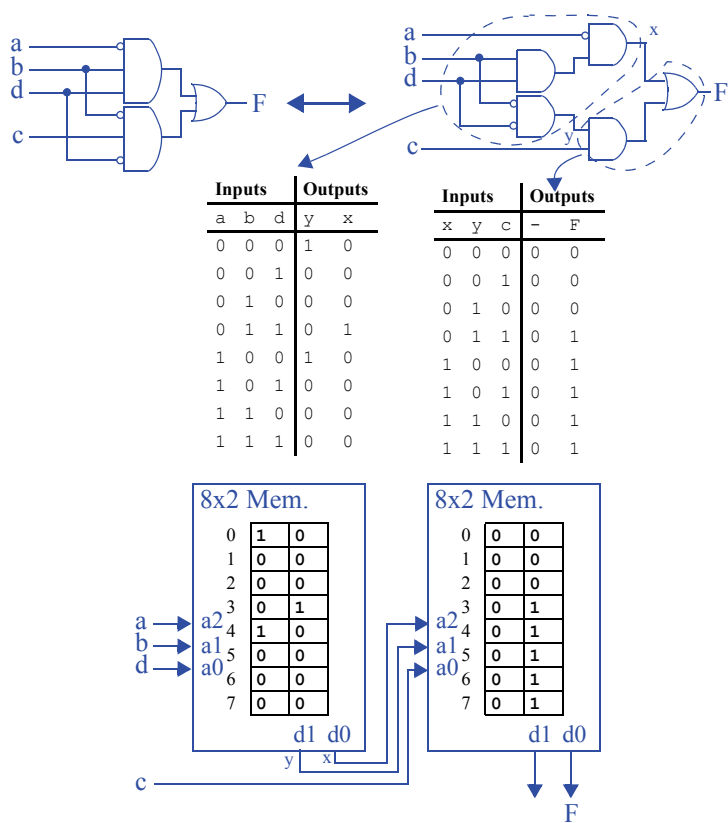 a
b
d
c
F
a
b
d
c
x
y
F
Inputs Outputs
a b d y x
0 0 0 1 0
0 0 1 0 0
0 1 0 0 0
0 1 1 0 1
1 0 0 1 0
1 0 1 0 0
1 1 0 0 0
1 1 1 0 0
Inputs Outputs
x y c - F
0 0 0 0 0
0 0 1 0 0
0 1 0 0 0
0 1 1 0 1
1 0 0 0 1
1 0 1 0 1
1 1 0 0 1
1 1 1 0 1
8x2 Mem.
0 1 0
1 0 0
2 0 0
3 0 1
4 1 0
5 0 0
6 0 0
7 0 0
a a2
b a1
d a0
d1 d0
y x
c
8x2 Mem.
0 0 0
1 0 0
2 0 0
3 0 1
4 0 1
5 0 1
6 0 1
7 0 1
a2
a1
a0
d1 d0
F